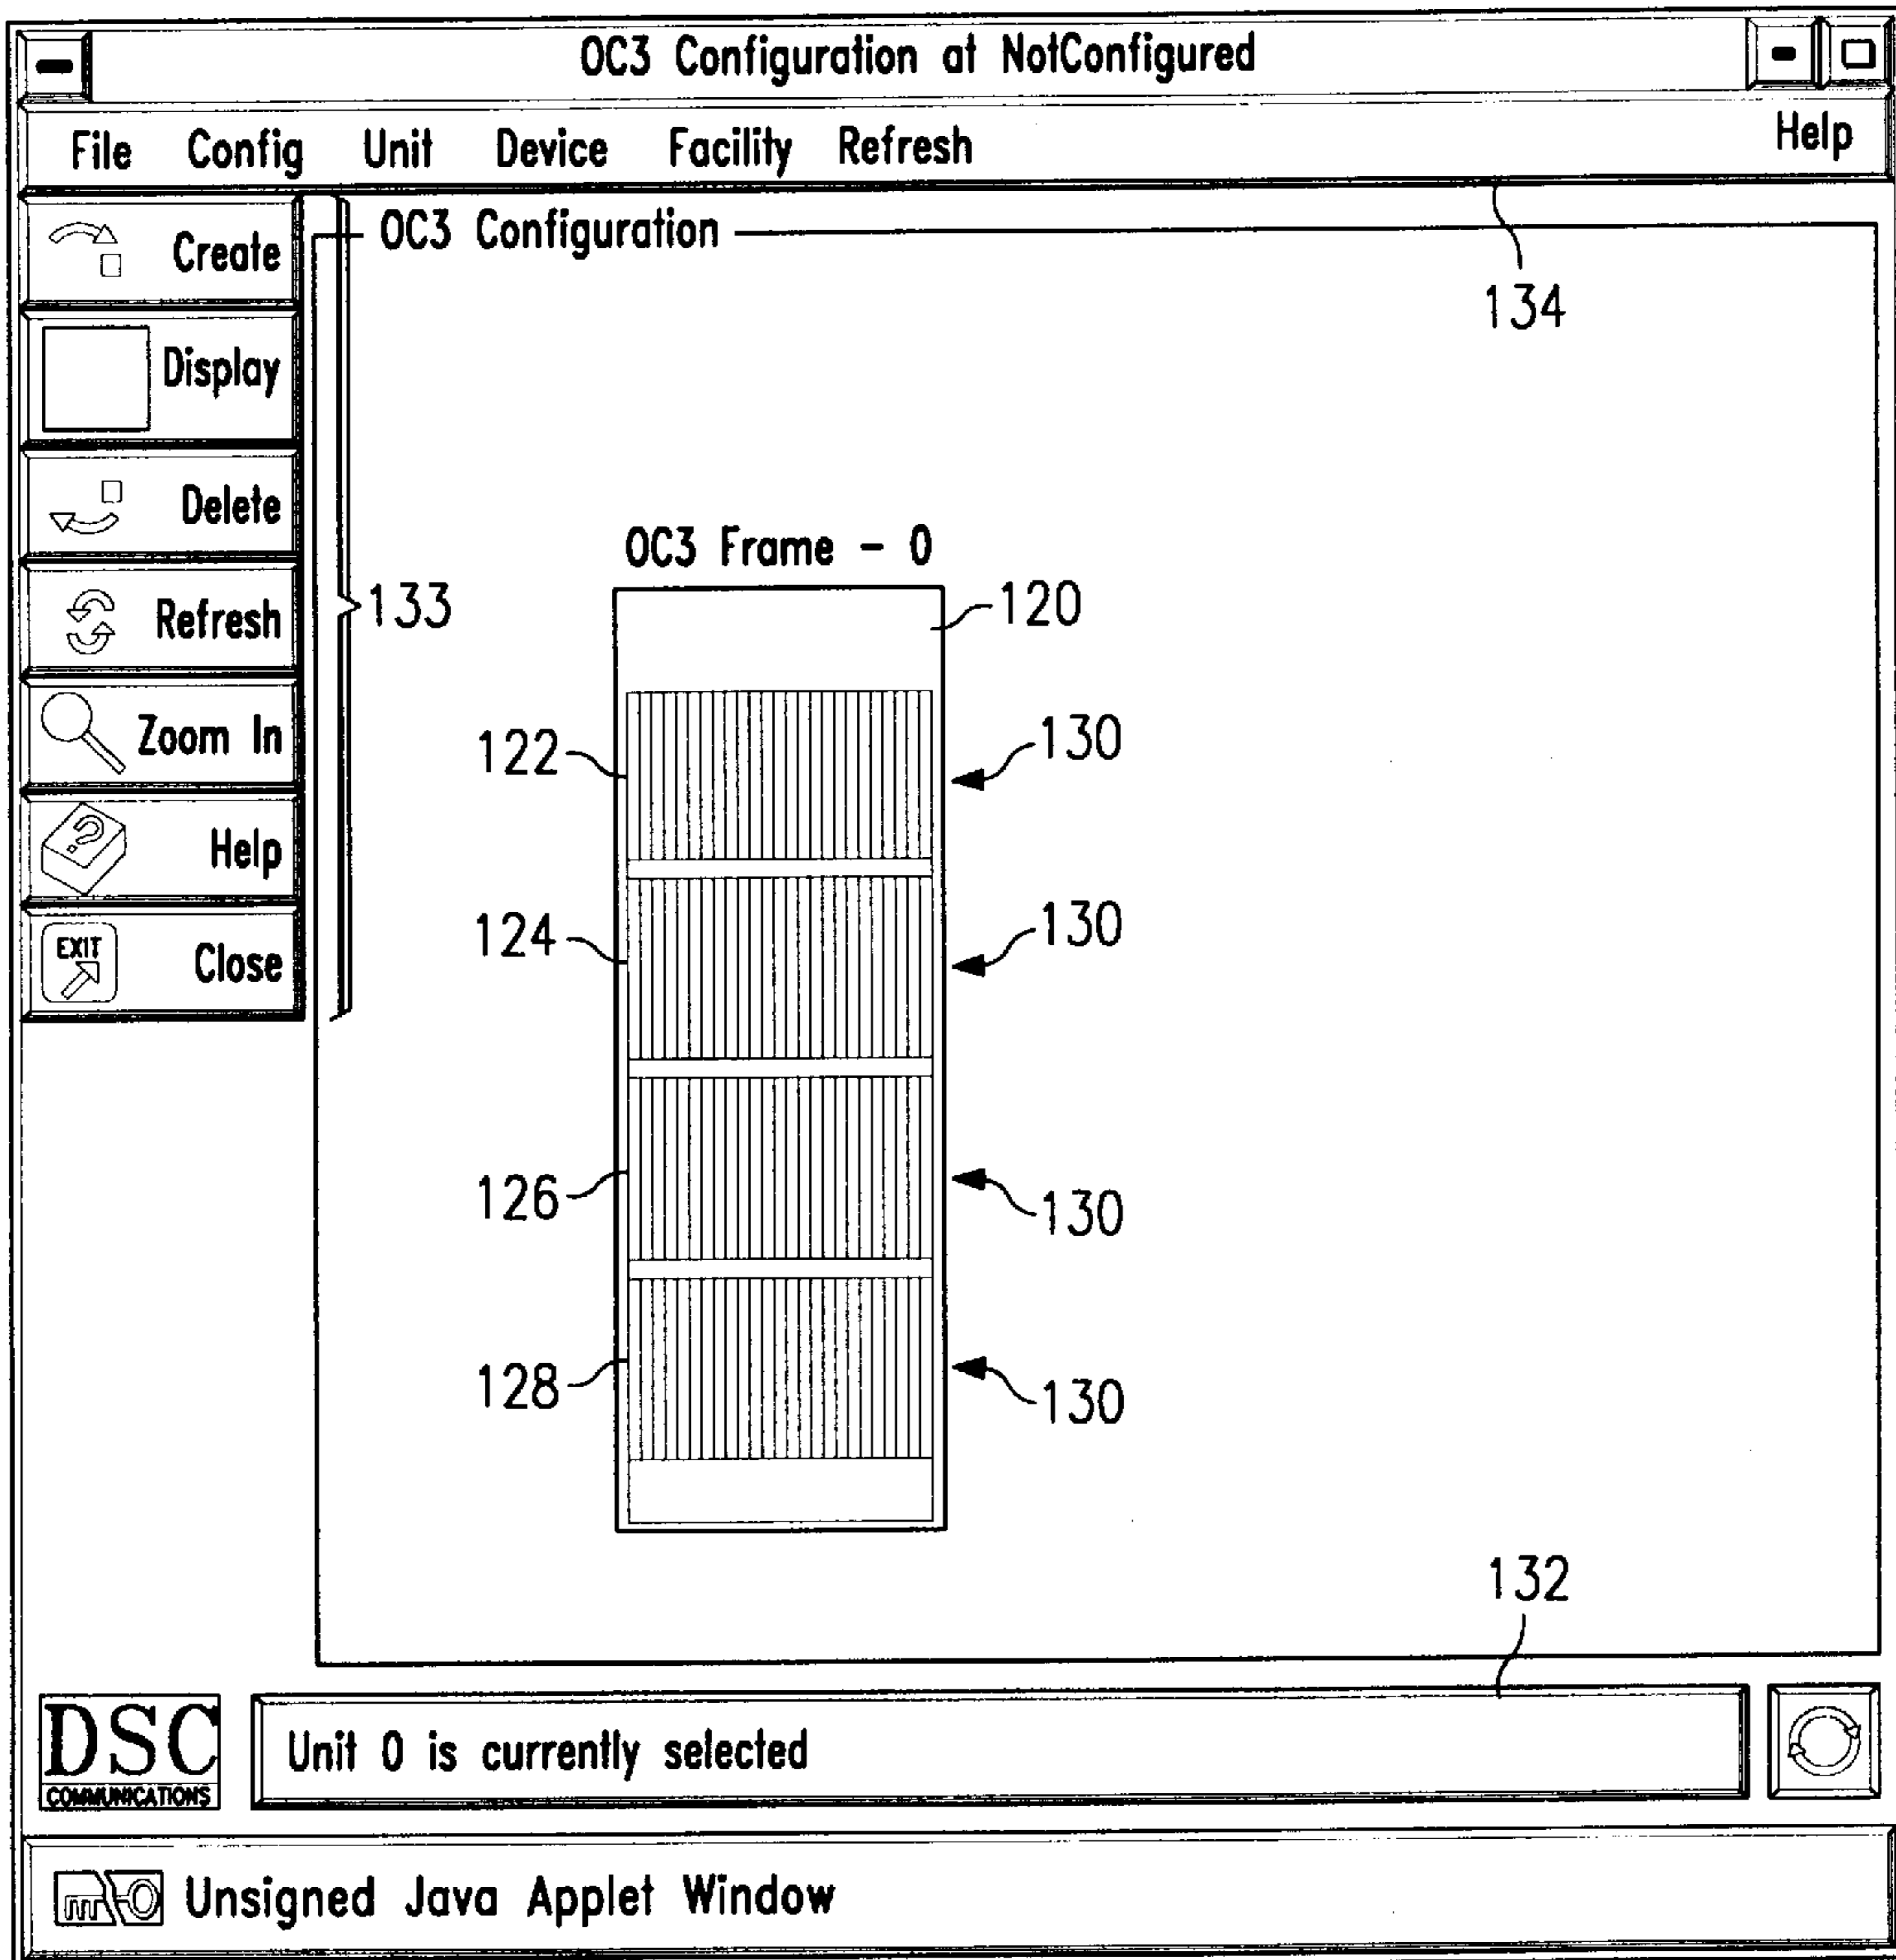 OC3 Configuration at NotConfigured
File Config Unit Device Facility Refresh Help
Create
Display
Delete
Refresh
Zoom In
?
Help
EXIT
Close
133
OC3 Configuration
134
OC3 Frame - 0
120
122
130
124
130
126
130
128
130
132
DSC
COMMUNICATIONS
Unit 0 is currently selected
Unsigned Java Applet Window